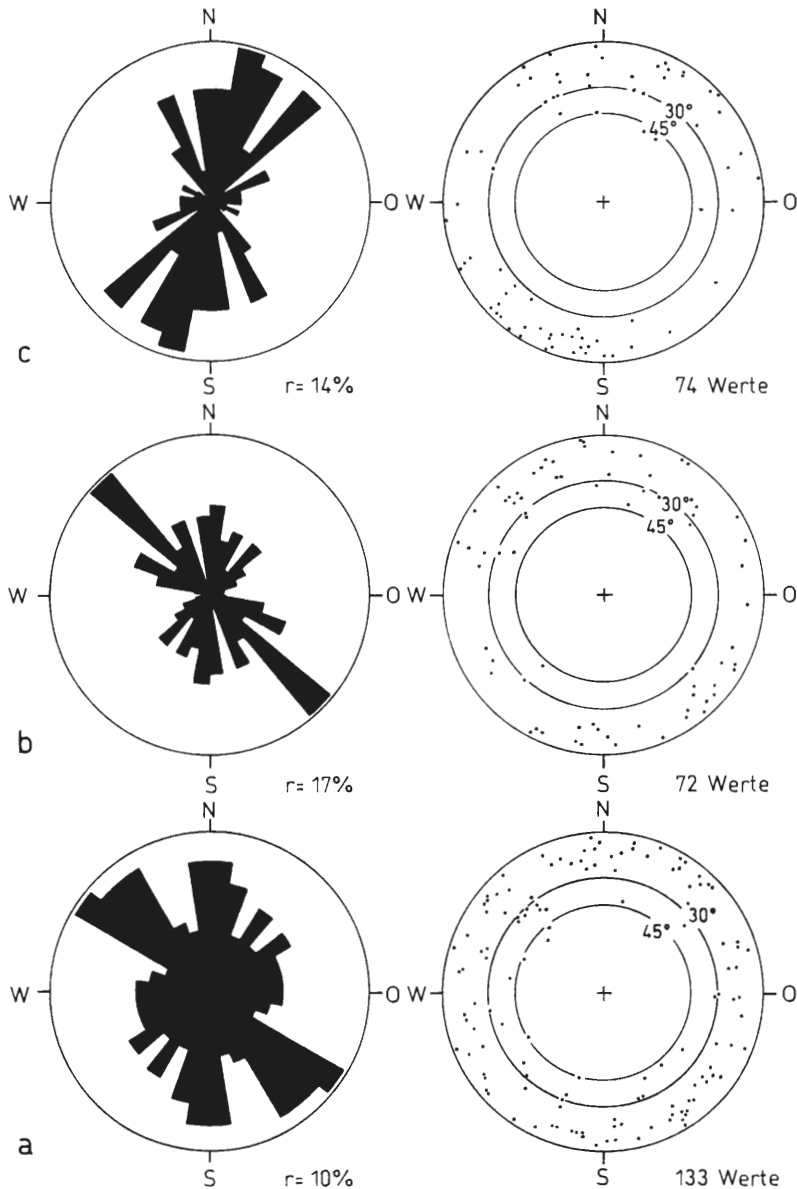 N N
30°
45°
W O W O
c
S r= 14% S 74 Werte
N N
30°
45°
W O W O
b
S r= 17% S 72 Werte
N N
30°
45°
W O W O
a
S r= 10% S 133 Werte